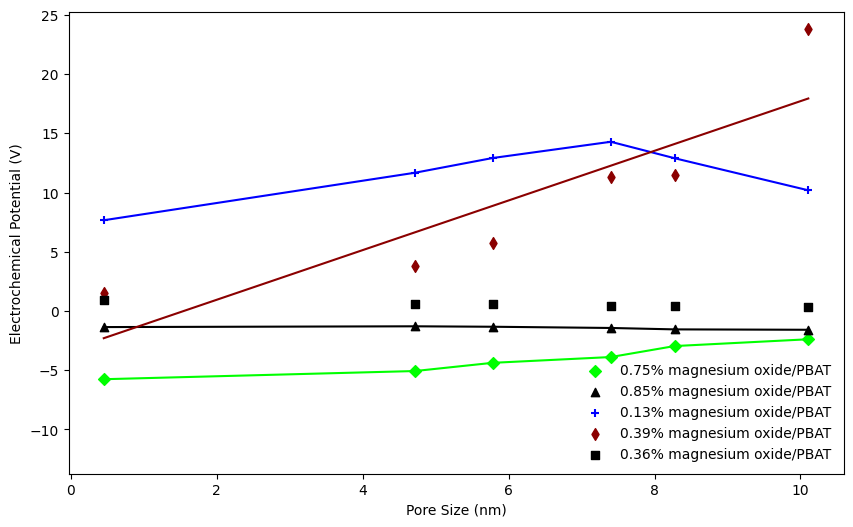 25
20
15
10
5
0
−5
−10
Electrochemical Potential (V)
0.75% magnesium oxide/PBAT
0.85% magnesium oxide/PBAT
0.13% magnesium oxide/PBAT
0.39% magnesium oxide/PBAT
0.36% magnesium oxide/PBAT
0 2 4 6 8 10
Pore Size (nm)